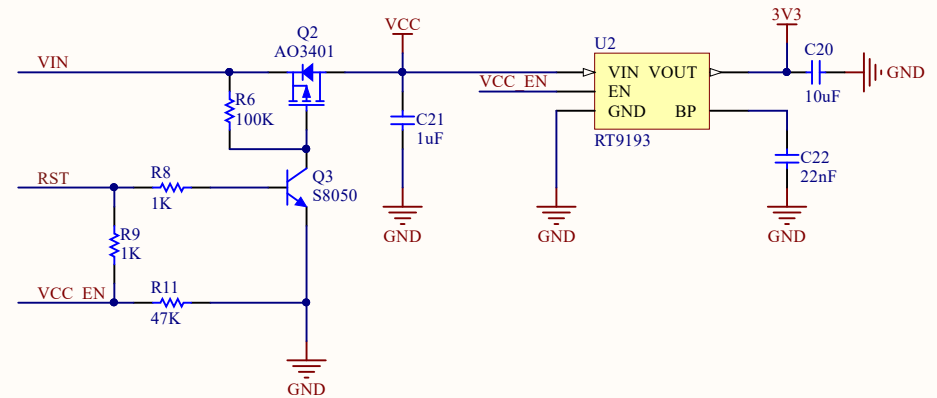 VIN
Q2
AO3401
VCC
R6
100K
C21
1uF
GND
U2
VIN VOUT
EN
GND BP
RT9193
VCC_EN
GND
3V3
C20
10uF
GND
C22
22nF
GND
RST
R8
1K
Q3
S8050
R9
1K
VCC_EN
R11
47K
GND